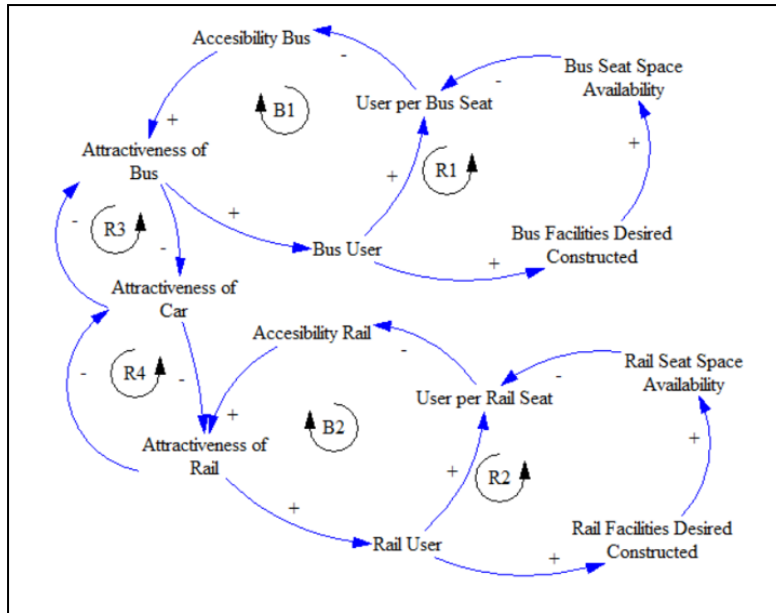 Accesibility Bus
-
-
Bus Seat Space
Availability
User per Bus Seat
B1
+
+
Attractiveness of
Bus
R1
+
+
-
R3
-
Bus User
+
Bus Facilities Desired
Constructed
Attractiveness of
Car
Accesibility Rail
-
-
Rail Seat Space
Availability
-
R4
-
+
User per Rail Seat
B2
Attractiveness of
Rail
+
+
R2
+
Rail User
+
Rail Facilities Desired
Constructed